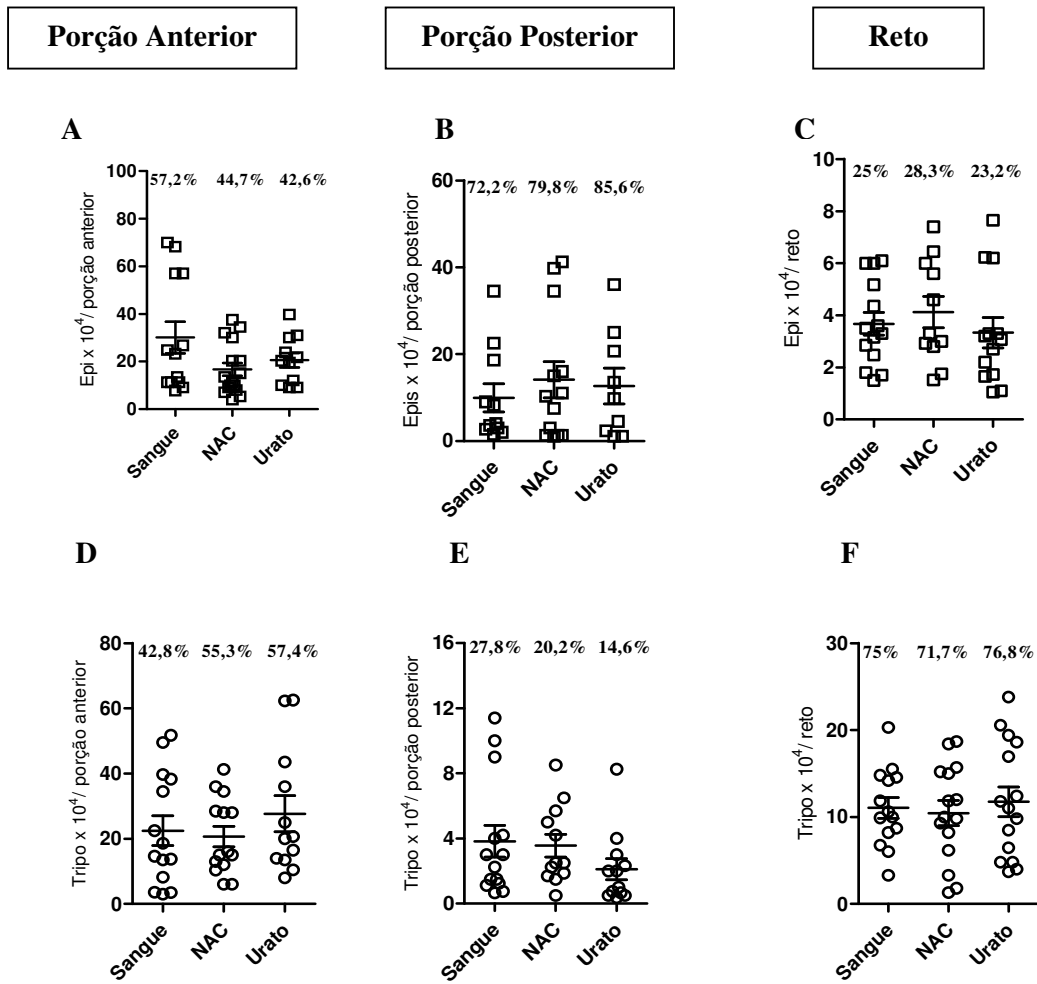 Porção Anterior
Porção Posterior
Reto
A
B
C
57,2% 44,7% 42,6%
72,2% 79,8% 85,6%
25% 28,3% 23,2%
Epi x 10⁴/ porção anterior
100
80
60
40
20
0
Sangue
NAC
Urato
Epis x 10⁴/ porção posterior
60
40
20
0
Sangue
NAC
Urato
Epi x 10⁴/ reto
10
8
6
4
2
0
Sangue
NAC
Urato
D
E
F
42,8% 55,3% 57,4%
27,8% 20,2% 14,6%
75% 71,7% 76,8%
Tripo x 10⁴/ porção anterior
80
60
40
20
0
Sangue
NAC
Urato
Tripo x 10⁴/ porção posterior
16
12
8
4
0
Sangue
NAC
Urato
Tripo x 10⁴/ reto
30
20
10
0
Sangue
NAC
Urato